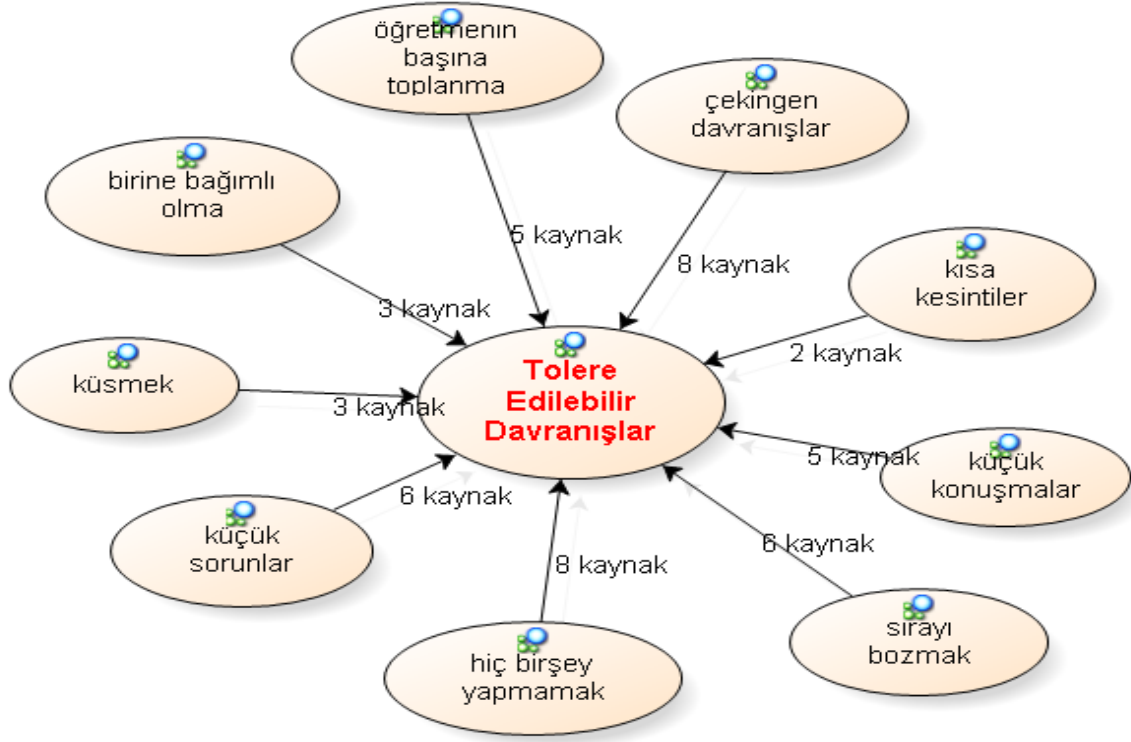 öğretmenın
başına
toplanma
çekingen
davranışlar
birine bağımlı
olma
5 kaynak
8 kaynak
kısa
kesintiler
3 kaynak
2 kaynak
Tolere
Edilebilir
Davranışlar
küsmek
3 kaynak
5 kaynak
küçük
konuşmalar
6 kaynak
küçük
sorunlar
6 kaynak
8 kaynak
sırayı
bozmak
hiç birşey
yapmamak